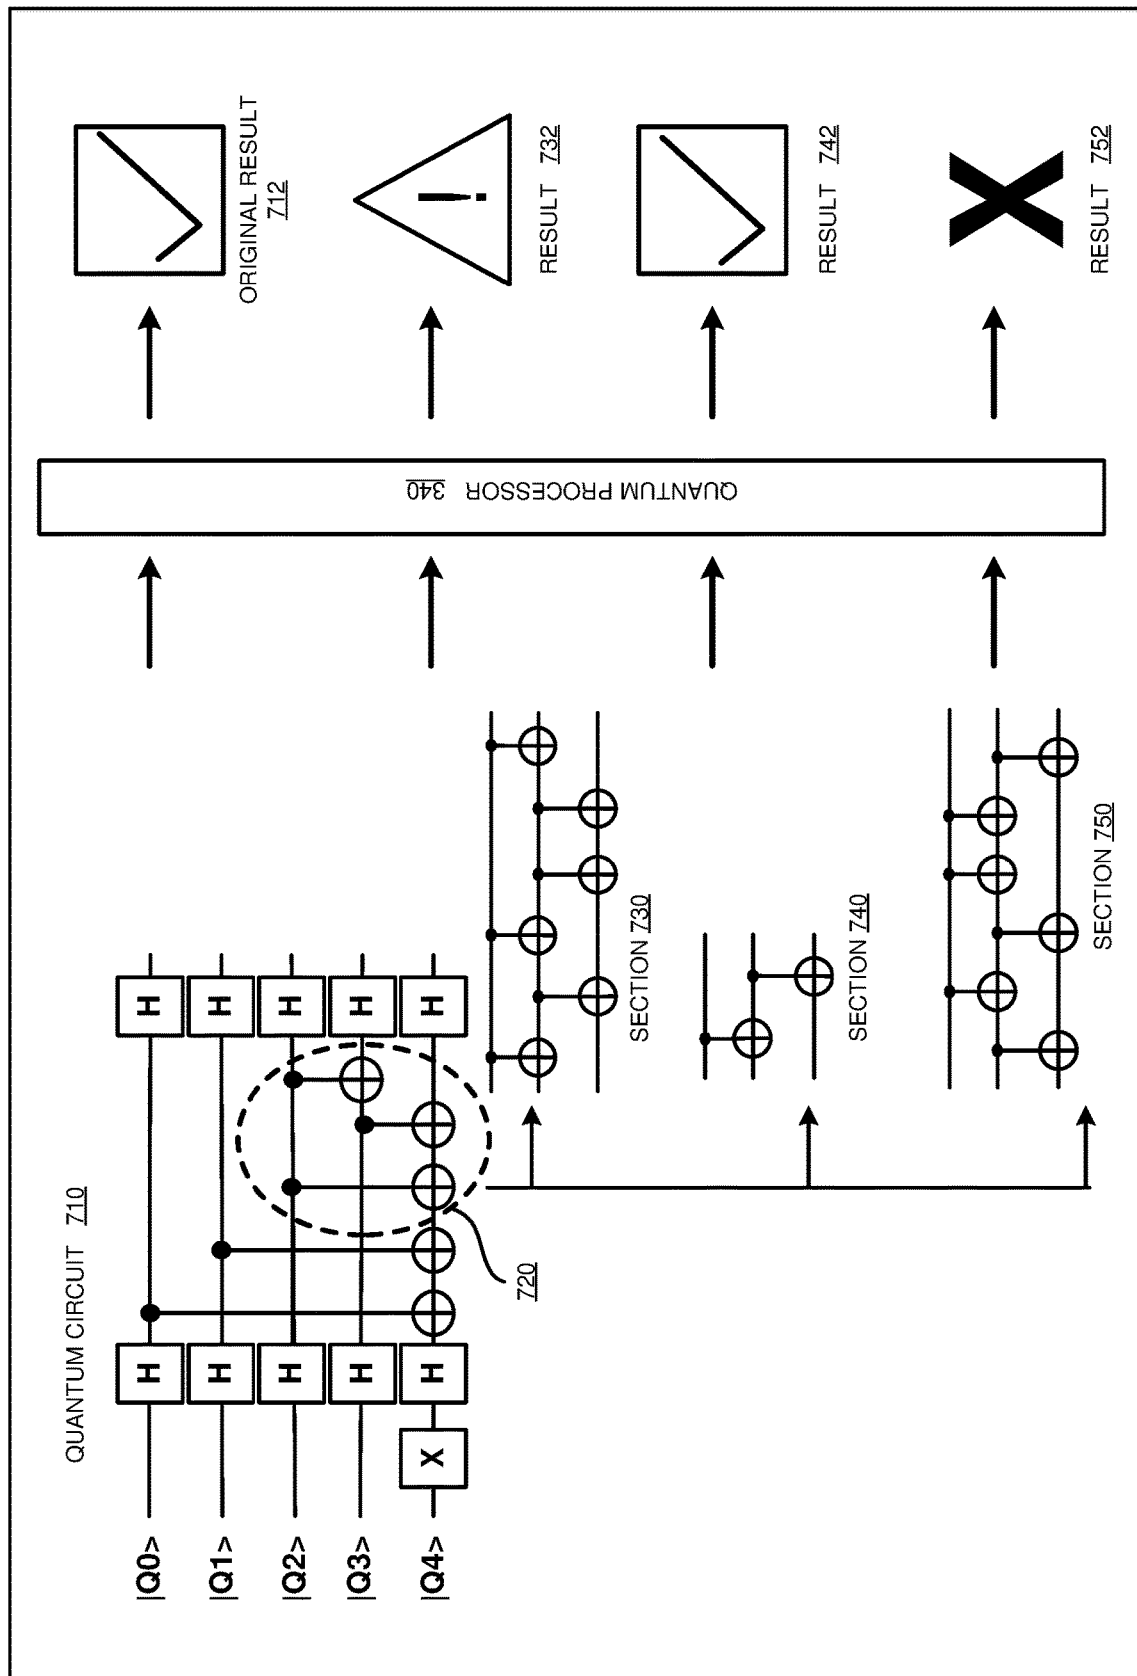 QUANTUM CIRCUIT 710
|Q0>
|Q1>
|Q2>
|Q3>
|Q4>
X
H
H
H
H
H
H
H
H
H
H
720
SECTION 730
SECTION 740
SECTION 750
QUANTUM PROCESSOR 340
ORIGINAL RESULT
712
!
RESULT 732
RESULT 742
RESULT 752